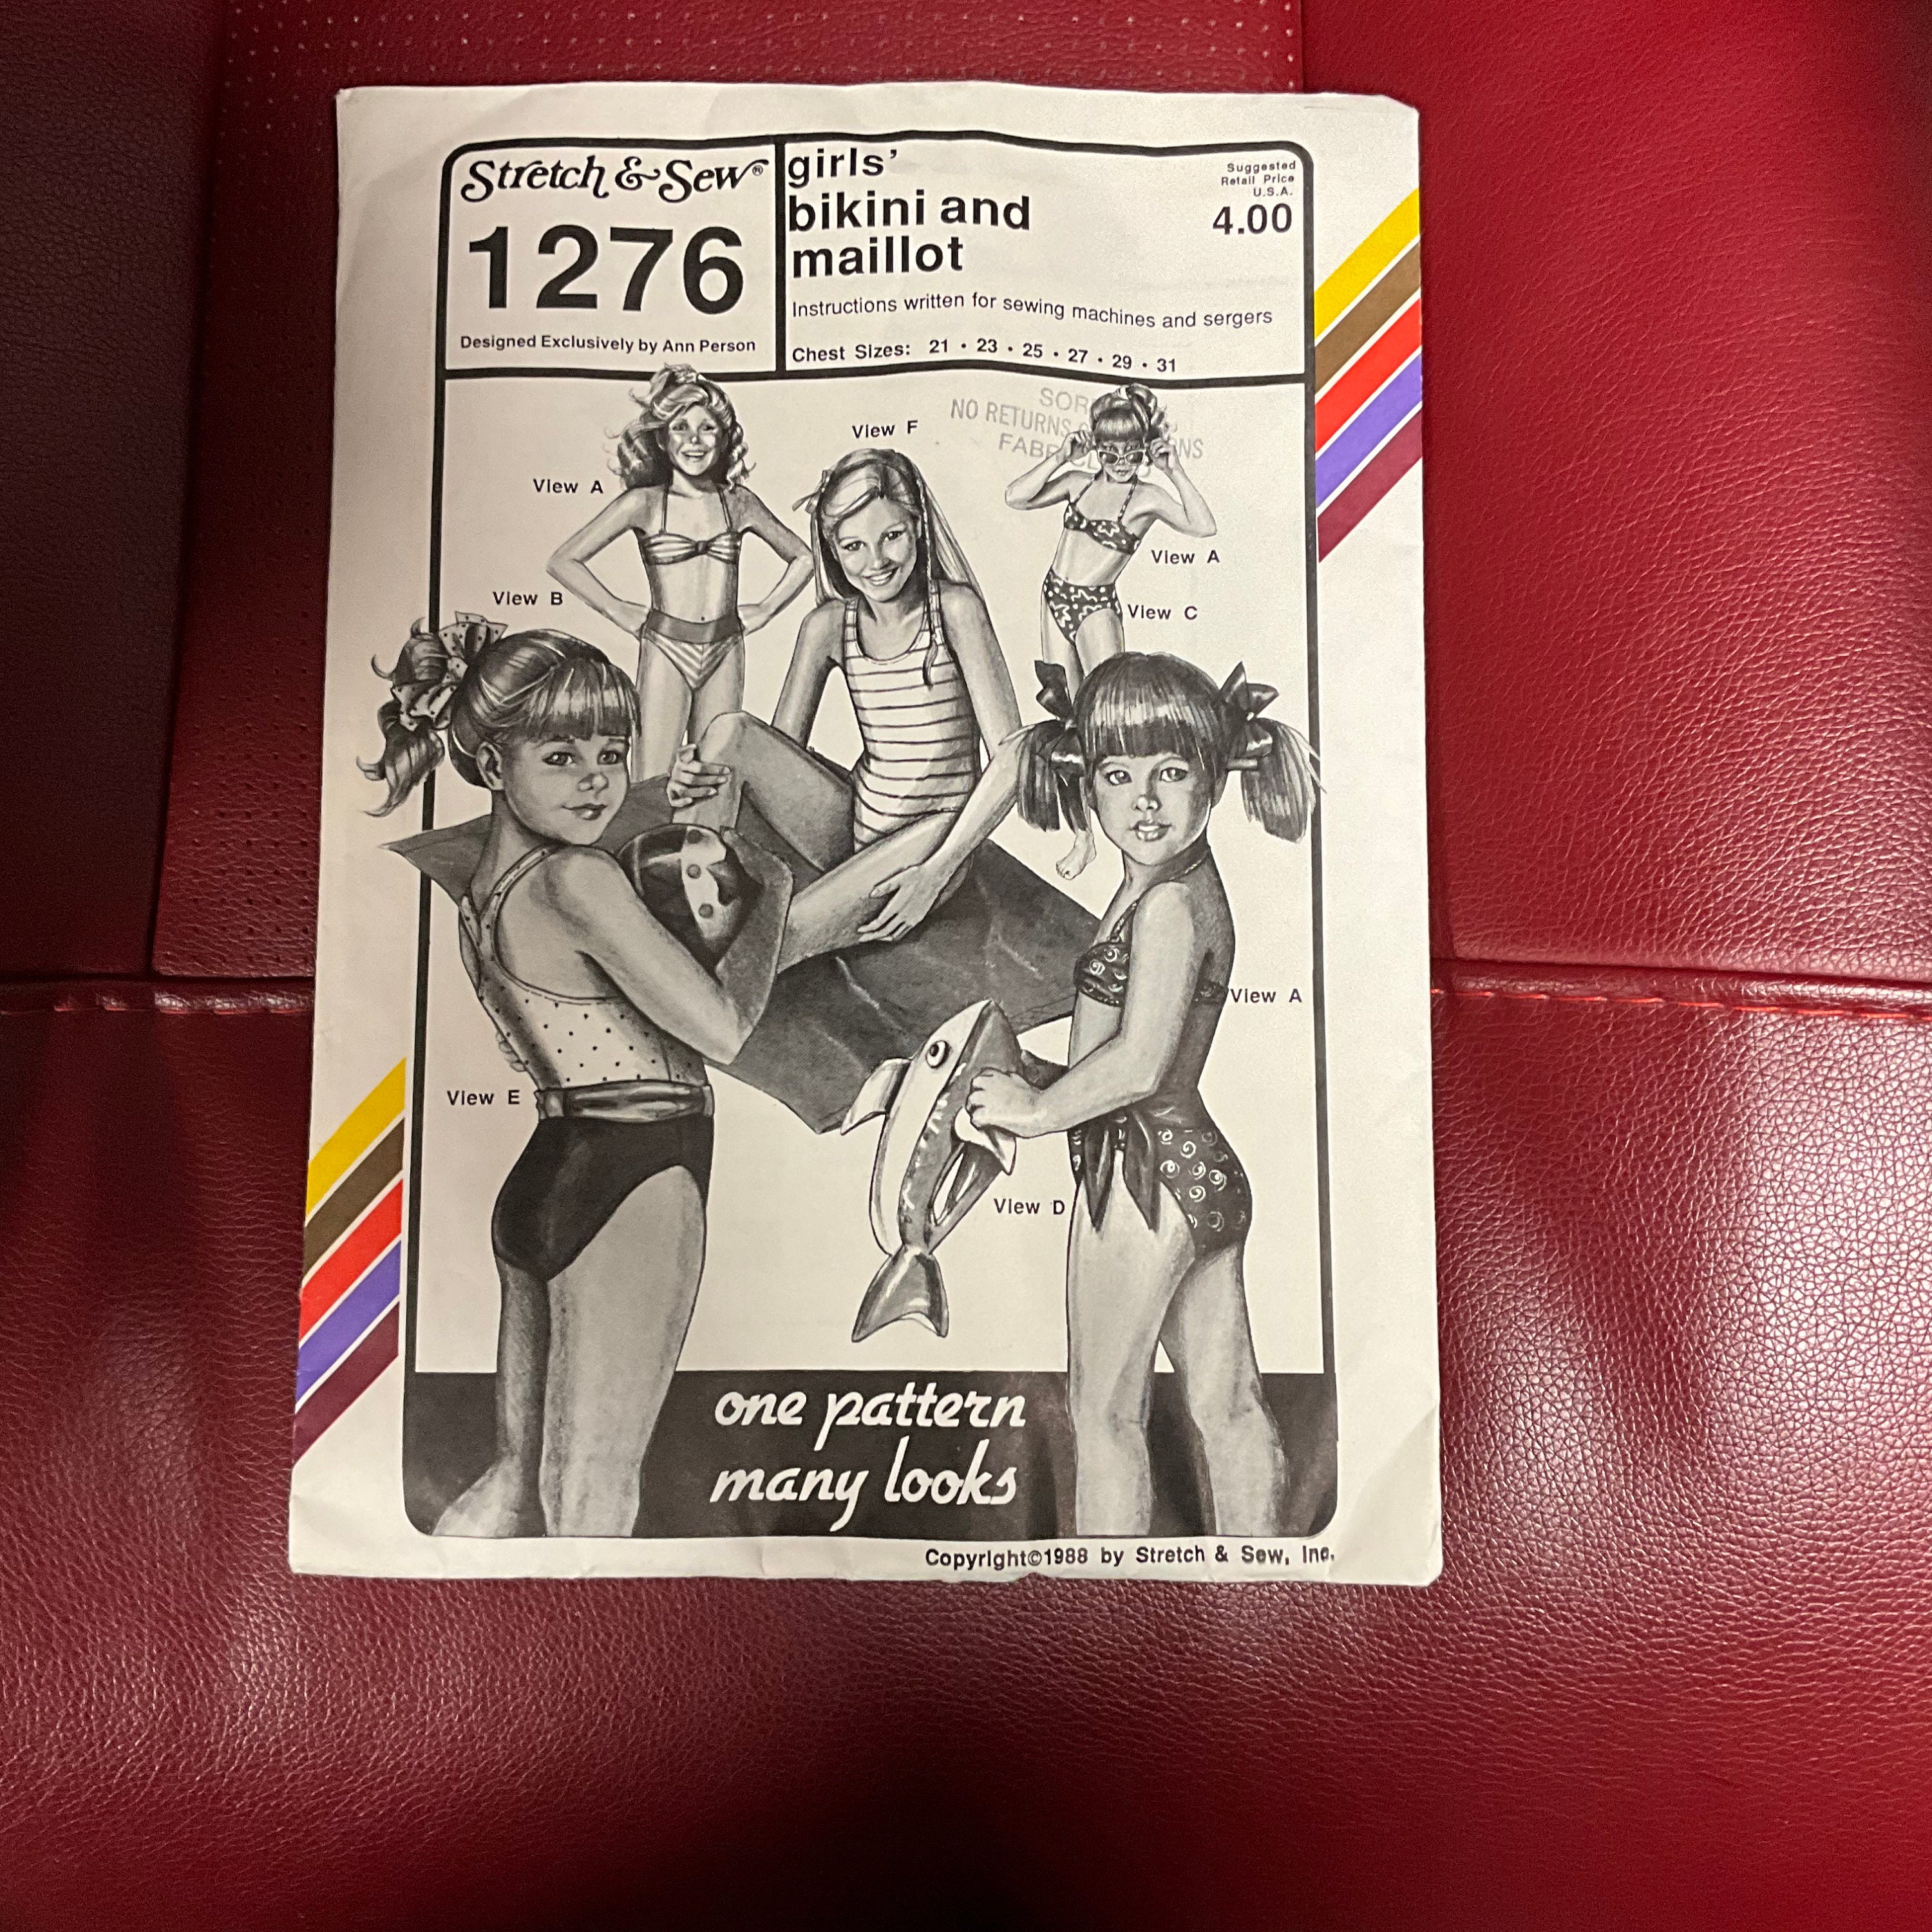 Stretch & Sew®
1276
Designed Exclusively by Ann Person
girls'
bikini and
maillot
Instructions written for sewing machines and sergers
Chest Sizes: 21 • 23 • 25 • 27 • 29 • 31
Suggested
Retail Price
U.S.A.
4.00
NO RETURNS
View F
View A
View B
View A
View C
View A
View E
View D
one pattern
many looks
Copyright©1988 by Stretch & Sew, Inc.